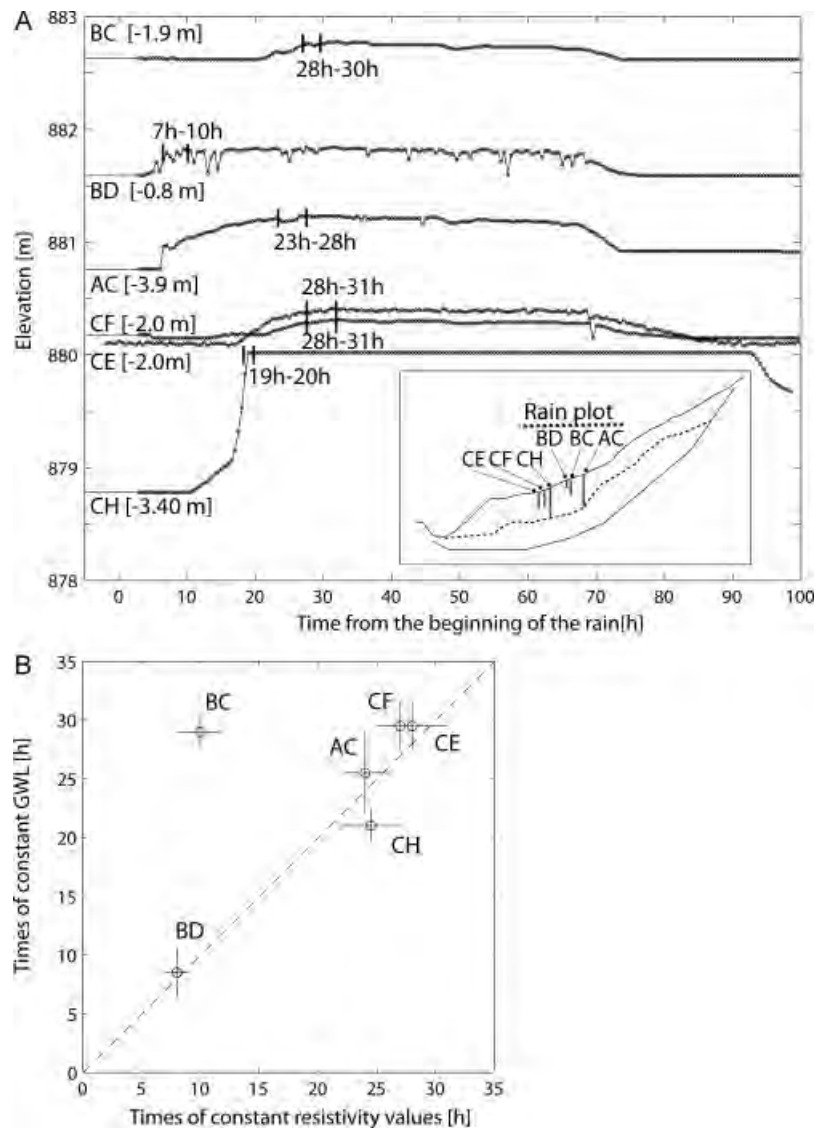 A
883
BC [-1.9 m]
28h-30h
882
7h-10h
BD [-0.8 m]
881
23h-28h
AC [-3.9 m]
28h-31h
CF [-2.0 m]
28h-31h
880
CE [-2.0m]
19h-20h
Rain plot
BD BC AC
CE CF CH
879
CH [-3.40 m]
878
Elevation [m]
0 10 20 30 40 50 60 70 80 90 100
Time from the beginning of the rain[h]
B
35
BC
CF
30
CE
AC
25
CH
20
15
BD
10
5
0
Times of constant GWL [h]
0 5 10 15 20 25 30 35
Times of constant resistivity values [h]